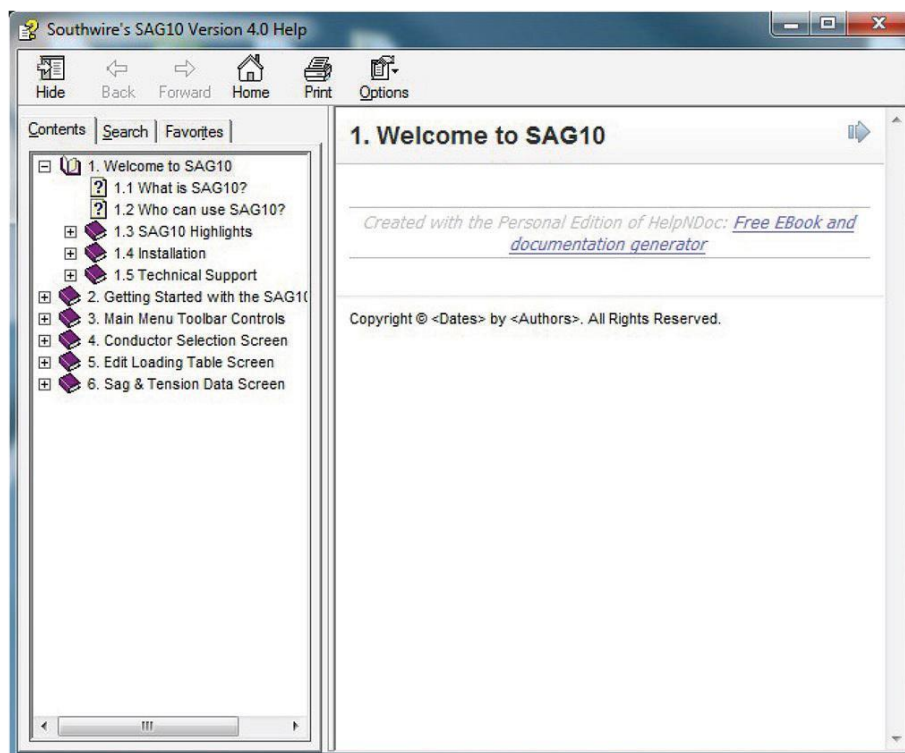 Southwire's SAG10 Version 4.0 Help
Hide Back Forward Home Print Options
Contents Search Favorites
1. Welcome to SAG10
1.1 What is SAG10?
1.2 Who can use SAG10?
1.3 SAG10 Highlights
1.4 Installation
1.5 Technical Support
2. Getting Started with the SAG1(
3. Main Menu Toolbar Controls
4. Conductor Selection Screen
5. Edit Loading Table Screen
6. Sag & Tension Data Screen
1. Welcome to SAG10
Created with the Personal Edition of HelpNDoc: Free EBook and
documentation generator
Copyright © <Dates> by <Authors>. All Rights Reserved.